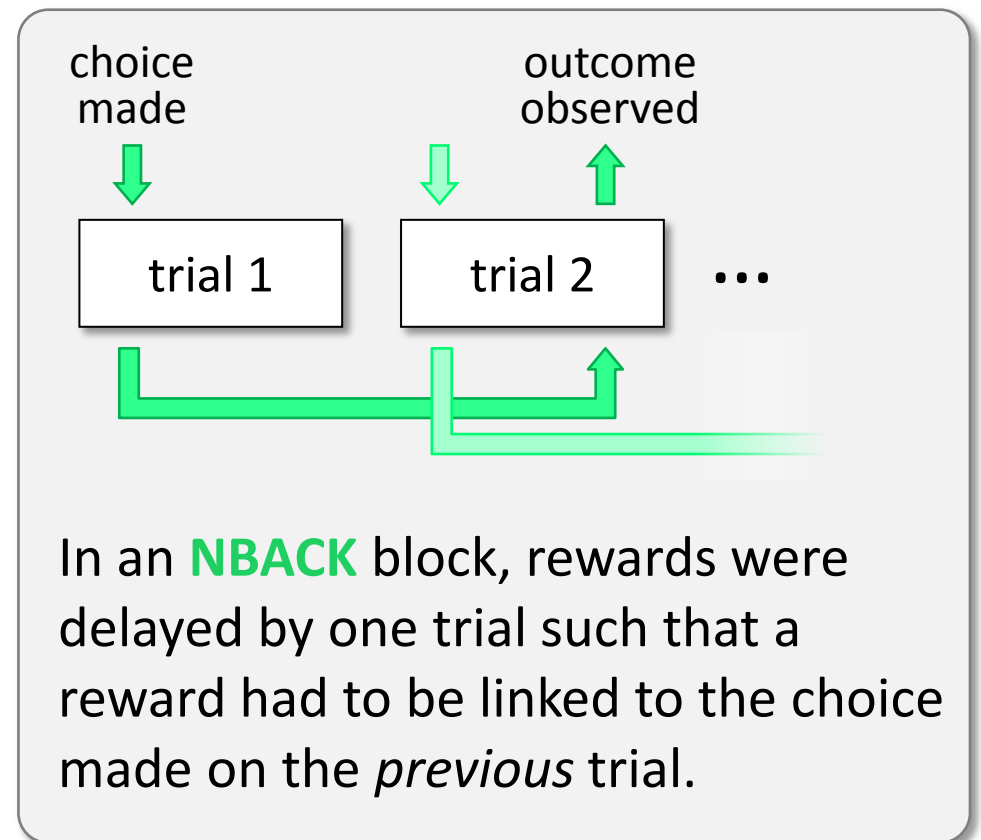 choice
made
outcome
observed
trial 1
trial 2
...
In an NBACK block, rewards were
delayed by one trial such that a
reward had to be linked to the choice
made on the previous trial.